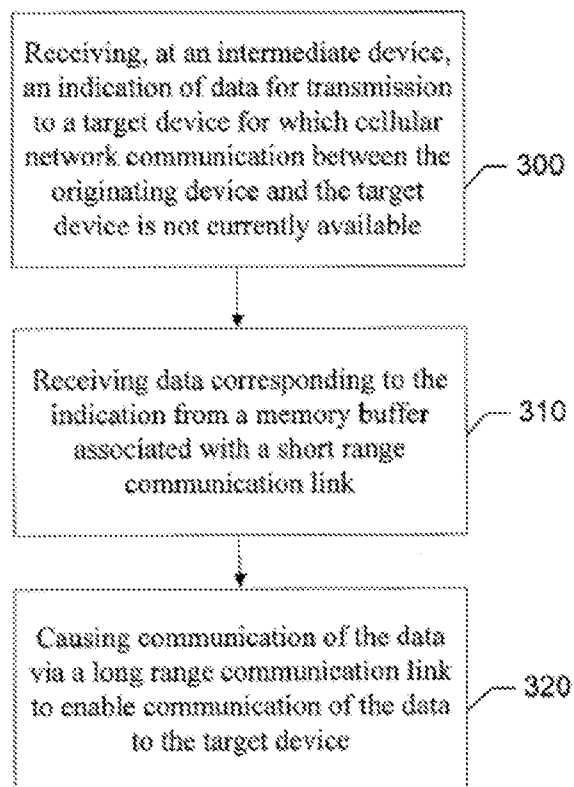 Receiving, at an intermediate device,
an indication of data for transmission
to a target device for which cellular
network communication between the
originating device and the target
device is not currently available
300
Receiving data corresponding to the
indication from a memory buffer
associated with a short range
communication link
310
Causing communication of the data
via a long range communication link
to enable communication of the data
to the target device
320